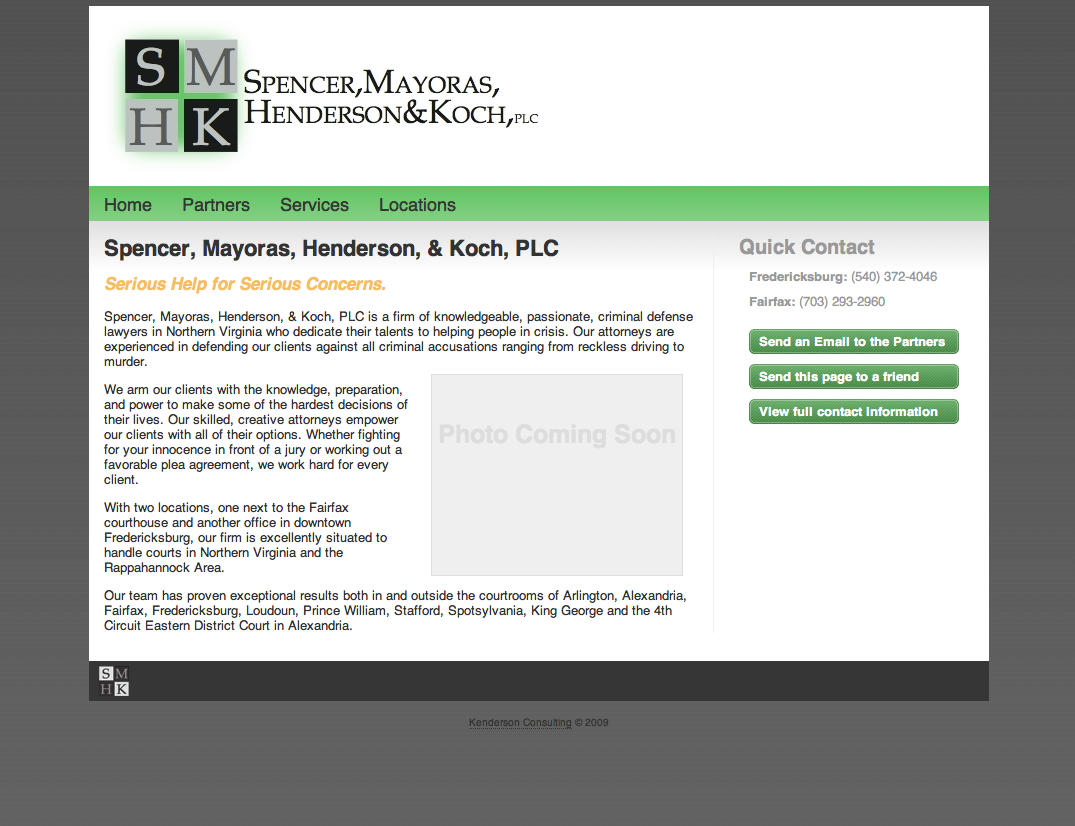 S M
H K
SPENCER, MAYORAS,
HENDERSON&KOCH, PLC
Home Partners Services Locations
Spencer, Mayoras, Henderson, & Koch, PLC
Serious Help for Serious Concerns.
Spencer, Mayoras, Henderson, & Koch, PLC is a firm of knowledgeable, passionate, criminal defense
lawyers in Northern Virginia who dedicate their talents to helping people in crisis. Our attorneys are
experienced in defending our clients against all criminal accusations ranging from reckless driving to
murder.
We arm our clients with the knowledge, preparation,
and power to make some of the hardest decisions of
their lives. Our skilled, creative attorneys empower
our clients with all of their options. Whether fighting
for your innocence in front of a jury or working out a
favorable plea agreement, we work hard for every
client.
Photo Coming Soon
With two locations, one next to the Fairfax
courthouse and another office in downtown
Fredericksburg, our firm is excellently situated to
handle courts in Northern Virginia and the
Rappahannock Area.
Our team has proven exceptional results both in and outside the courtrooms of Arlington, Alexandria,
Fairfax, Fredericksburg, Loudoun, Prince William, Stafford, Spotsylvania, King George and the 4th
Circuit Eastern District Court in Alexandria.
Quick Contact
Fredericksburg: (540) 372-4046
Fairfax: (703) 293-2960
Send an Email to the Partners
Send this page to a friend
View full contact information
S M
H K
Kenderson Consulting © 2009